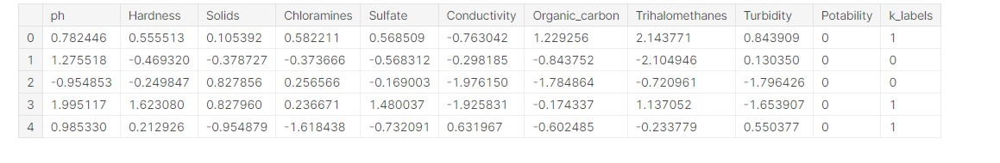 ph Hardness Solids Chloramines Sulfate Conductivity Organic_carbon Trihalomethanes Turbidity Potability k_labels
0 0.782446 0.555513 0.105392 0.582211 0.568509 -0.763042 1.229256 2.143771 0.843909 0 1
1 1.275518 -0.469320 -0.378727 -0.373666 -0.568312 -0.298185 -0.843752 -2.104946 0.130350 0 0
2 -0.954853 -0.249847 0.827856 0.256566 -0.169003 -1.976150 -1.784864 -0.720961 -1.796426 0 0
3 1.995117 1.623080 0.827960 0.236671 1.480037 -1.925831 -0.174337 1.137052 -1.653907 0 1
4 0.985330 0.212926 -0.954879 -1.618438 -0.732091 0.631967 -0.602485 -0.233779 0.550377 0 1